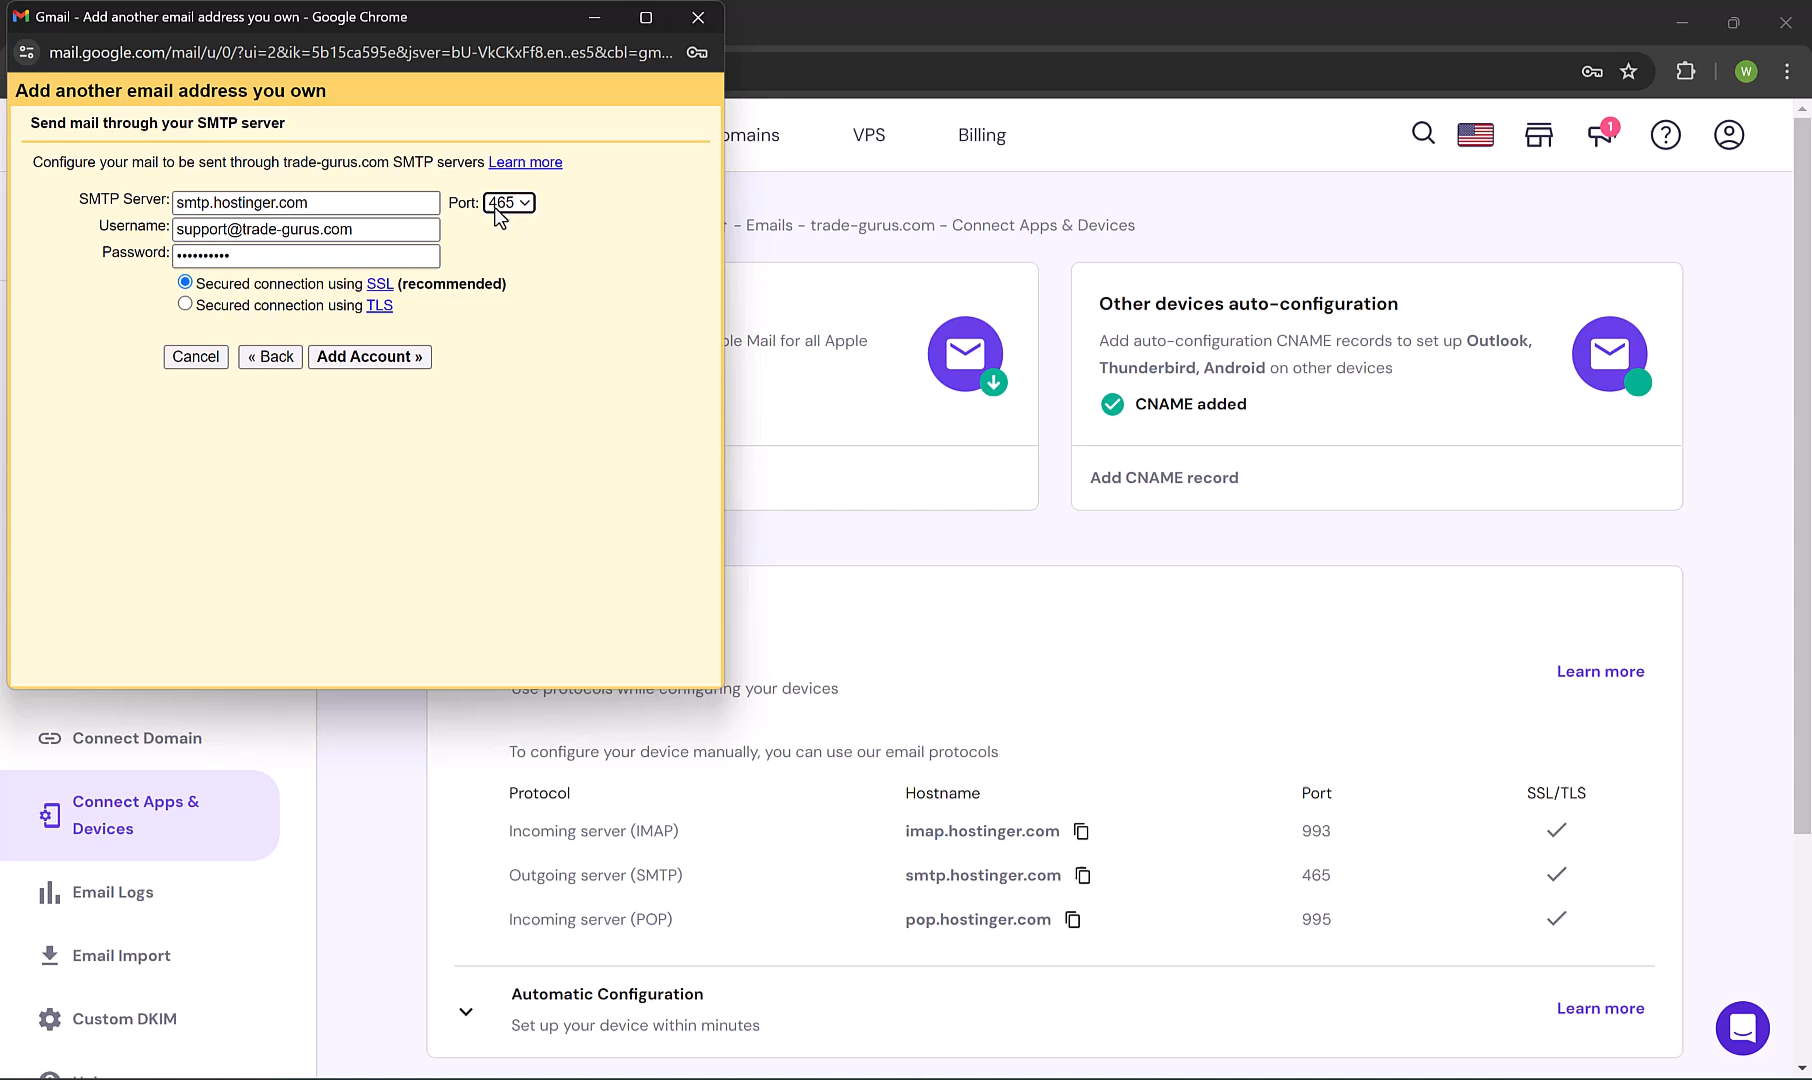 Gmail - Add another email address you own - Google Chrome
mail.google.com/mail/u/0/?ui=2&ik=5b15ca595e&jsver=bU-VkCKxFf8.en..es5&cbl=gm...
W
Add another email address you own
Send mail through your SMTP server
Configure your mail to be sent through trade-gurus.com SMTP servers Learn more
SMTP Server: smtp.hostinger.com Port: 465
Username: support@trade-gurus.com
Password: ••••••••••
Secured connection using SSL (recommended)
Secured connection using TLS
Cancel « Back Add Account »
omains VPS Billing 1
- Emails - trade-gurus.com - Connect Apps & Devices
ple Mail for all Apple
Other devices auto-configuration
Add auto-configuration CNAME records to set up Outlook,
Thunderbird, Android on other devices
CNAME added
Add CNAME record
Learn more
Use protocols while configuring your devices
To configure your device manually, you can use our email protocols
Protocol Hostname Port SSL/TLS
Incoming server (IMAP) imap.hostinger.com 993
Outgoing server (SMTP) smtp.hostinger.com 465
Incoming server (POP) pop.hostinger.com 995
Automatic Configuration
Set up your device within minutes
Learn more
Connect Domain
Connect Apps &
Devices
Email Logs
Email Import
Custom DKIM